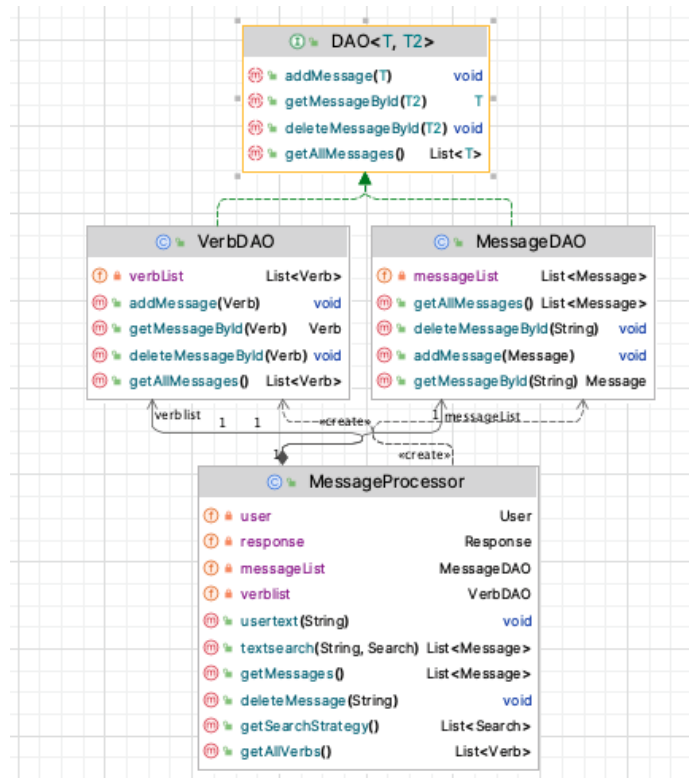 DAO<T, T2>
addMessage(T) void
getMessageById(T2) T
deleteMessageById(T2) void
getAllMessages() List<T>
VerbDAO
verbList List<Verb>
addMessage(Verb) void
getMessageById(Verb) Verb
deleteMessageById(Verb) void
getAllMessages() List<Verb>
MessageDAO
messageList List<Message>
getAllMessages() List<Message>
deleteMessageById(String) void
addMessage(Message) void
getMessageById(String) Message
verblist
1
1
«create»
1
messageList
1
«create»
MessageProcessor
user User
response Response
messageList MessageDAO
verblist VerbDAO
usertext(String) void
textsearch(String, Search) List<Message>
getMessages() List<Message>
deleteMessage(String) void
getSearchStrategy() List<Search>
getAllVerbs() List<Verb>